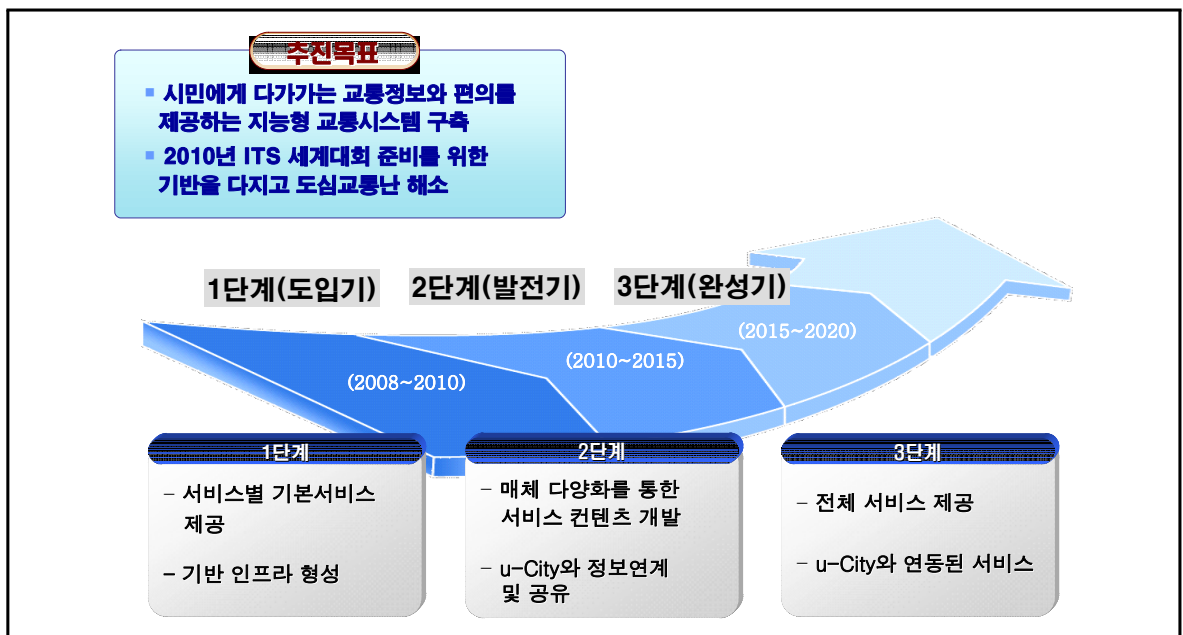 추진목표
▪ 시민에게 다가가는 교통정보와 편의를
제공하는 지능형 교통시스템 구축
▪ 2010년 ITS 세계대회 준비를 위한
기반을 다지고 도심교통난 해소
1단계(도입기)
2단계(발전기)
3단계(완성기)
(2008~2010)
(2010~2015)
(2015~2020)
1단계
– 서비스별 기본서비스
제공
– 기반 인프라 형성
2단계
– 매체 다양화를 통한
서비스 컨텐츠 개발
– u-City와 정보연계
및 공유
3단계
– 전체 서비스 제공
– u-City와 연동된 서비스